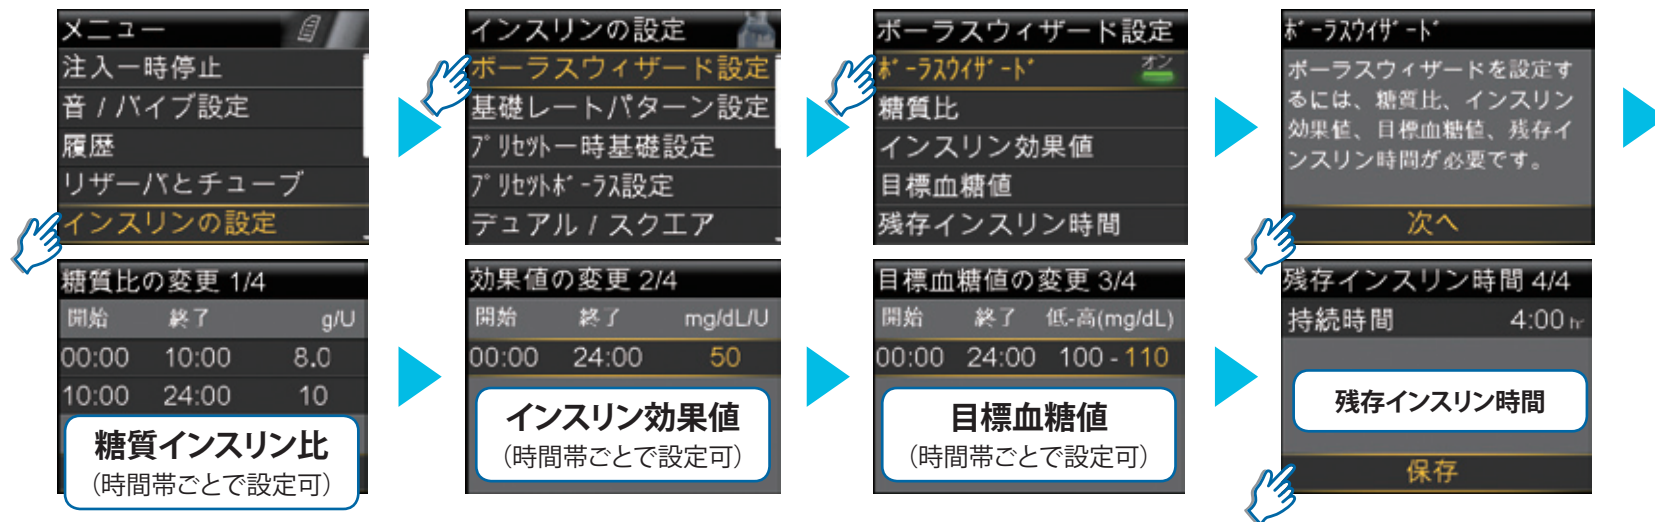 メニュー
注入一時停止
音 / バイブ設定
履歴
リザーバとチューブ
インスリンの設定
インスリンの設定
ボーラスウィザード設定
基礎レートパターン設定
プリセット一時基礎設定
プリセットボーラス設定
デュアル / スクエア
ボーラスウィザード設定
ボーラスウィザード オン
糖質比
インスリン効果値
目標血糖値
残存インスリン時間
ボーラスウィザード
ボーラスウィザードを設定す
るには、糖質比、インスリン
効果値、目標血糖値、残存イ
ンスリン時間が必要です。
次へ
糖質比の変更 1/4
開始 終了 g/U
00:00 10:00 8.0
10:00 24:00 10
糖質インスリン比
（時間帯ごとで設定可）
効果値の変更 2/4
開始 終了 mg/dL/U
00:00 24:00 50
インスリン効果値
（時間帯ごとで設定可）
目標血糖値の変更 3/4
開始 終了 低-高(mg/dL)
00:00 24:00 100 - 110
目標血糖値
（時間帯ごとで設定可）
残存インスリン時間 4/4
持続時間 4:00 hr
残存インスリン時間
保存